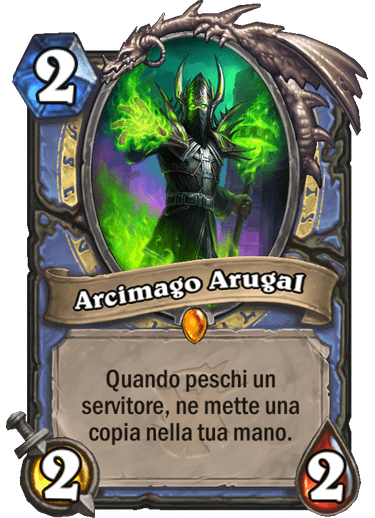 2
Arcimago Arugal
Quando peschi un
servitore, ne mette una
copia nella tua mano.
2
2